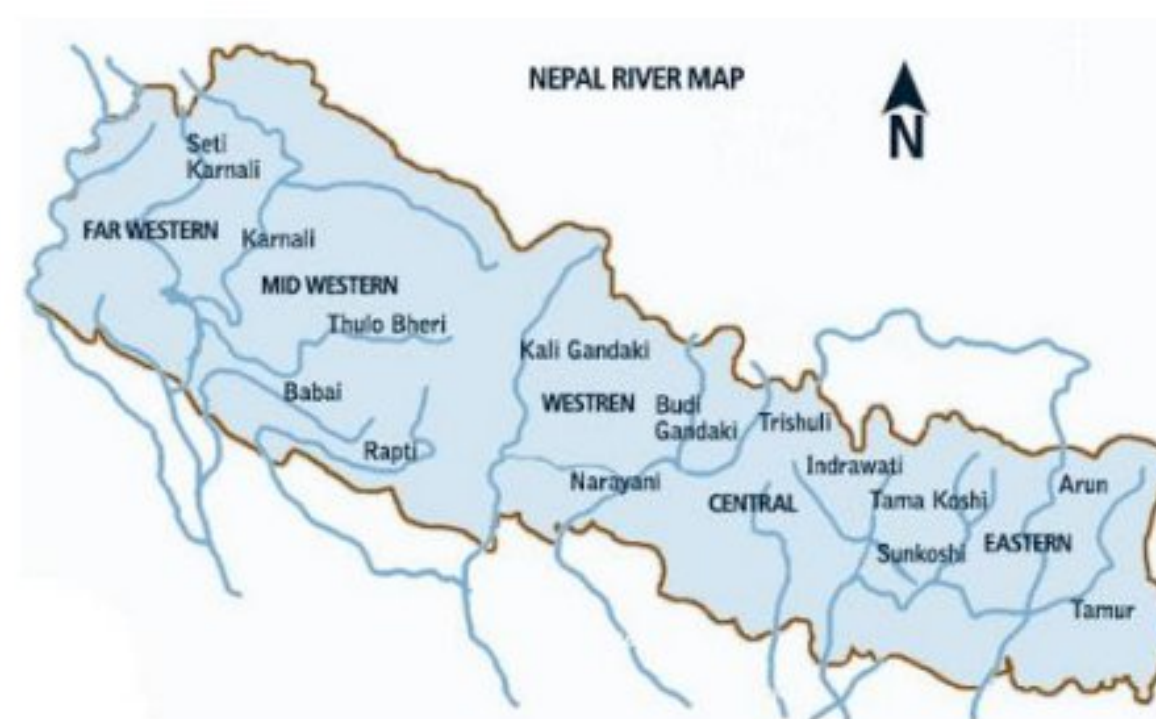 NEPAL RIVER MAP
N
Seti
Karnali
FAR WESTERN
Karnali
MID WESTERN
Thulo Bheri
Kali Gandaki
Babai
WESTREN
Budi
Gandaki
Trishuli
Rapti
Indrawati
Narayani
Tama Koshi
Arun
CENTRAL
Sunkoshi
EASTERN
Tamur